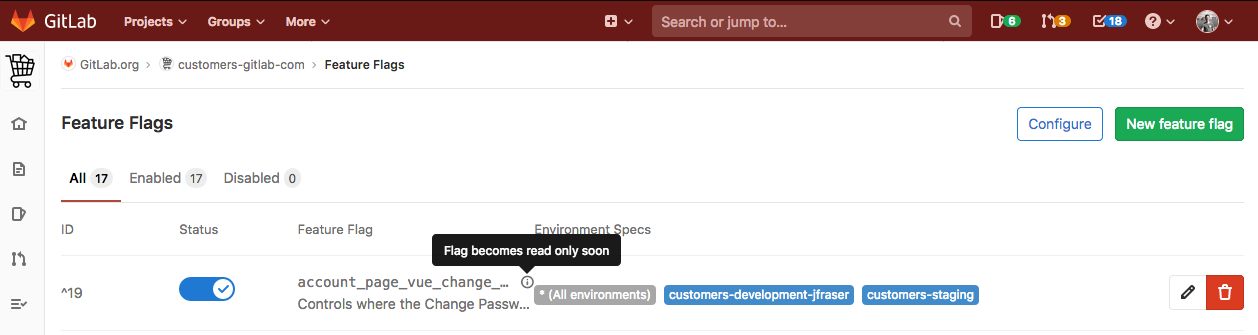 GitLab Projects Groups More Search or jump to... 6 3 18
GitLab.org > customers-gitlab-com > Feature Flags
Feature Flags Configure New feature flag
All 17 Enabled 17 Disabled 0
ID Status Feature Flag Environment Specs
Flag becomes read only soon
^19 account_page_vue_change_... * (All environments) customers-development-jfraser customers-staging
Controls where the Change Passw...